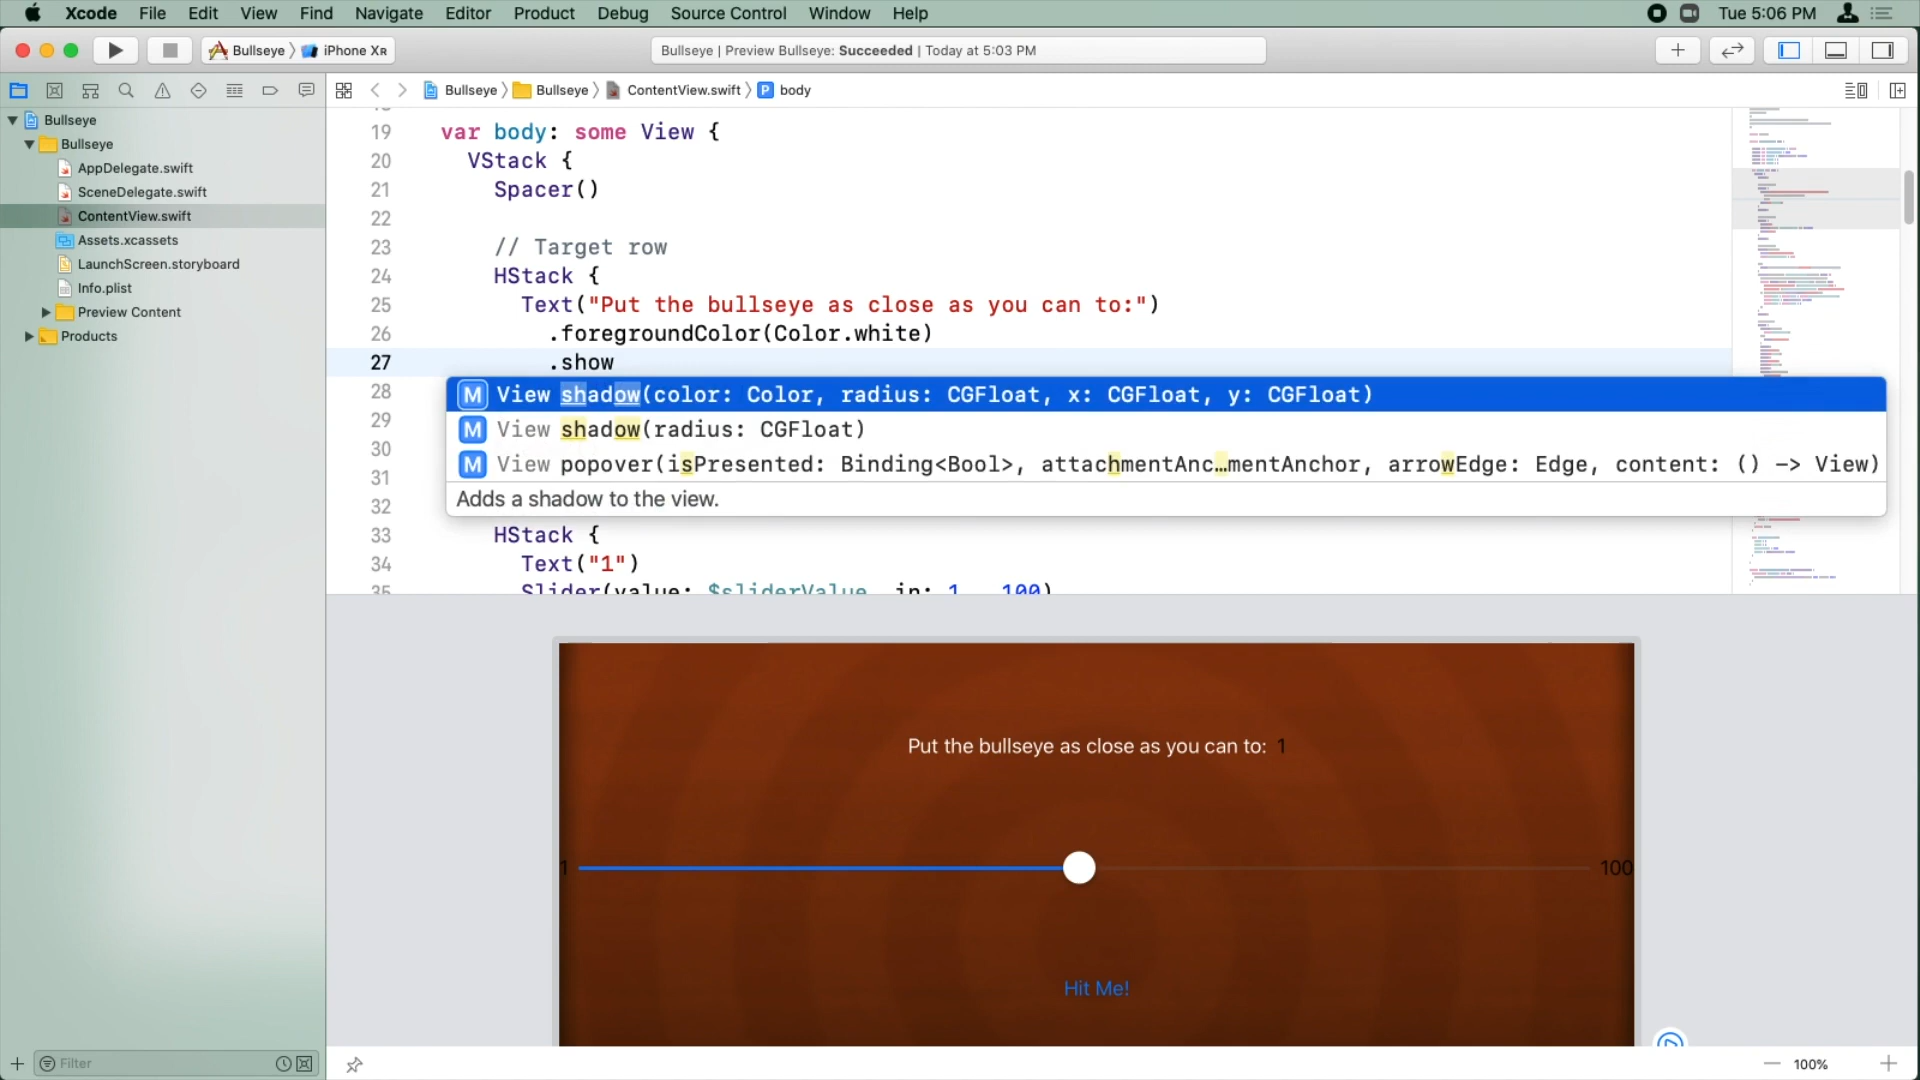 Xcode File Edit View Find Navigate Editor Product Debug Source Control Window Help Tue 5:06 PM
Bullseye 〉 iPhone XR
Bullseye | Preview Bullseye: Succeeded | Today at 5:03 PM
Bullseye 〉 Bullseye 〉 ContentView.swift 〉 P body
Bullseye
Bullseye
AppDelegate.swift
SceneDelegate.swift
ContentView.swift
Assets.xcassets
LaunchScreen.storyboard
Info.plist
Preview Content
Products
19 var body: some View {
20 VStack {
21 Spacer()
22
23 // Target row
24 HStack {
25 Text("Put the bullseye as close as you can to:")
26 .foregroundColor(Color.white)
27 .show
28 M View shadow(color: Color, radius: CGFloat, x: CGFloat, y: CGFloat)
29 M View shadow(radius: CGFloat)
30 M View popover(isPresented: Binding<Bool>, attachmentAnc…mentAnchor, arrowEdge: Edge, content: () -> View)
31
32 Adds a shadow to the view.
33 HStack {
34 Text("1")
35 Slider(value: $sliderValue, in: 1...100)
Put the bullseye as close as you can to: 1
1 100
Hit Me!
Filter
100%